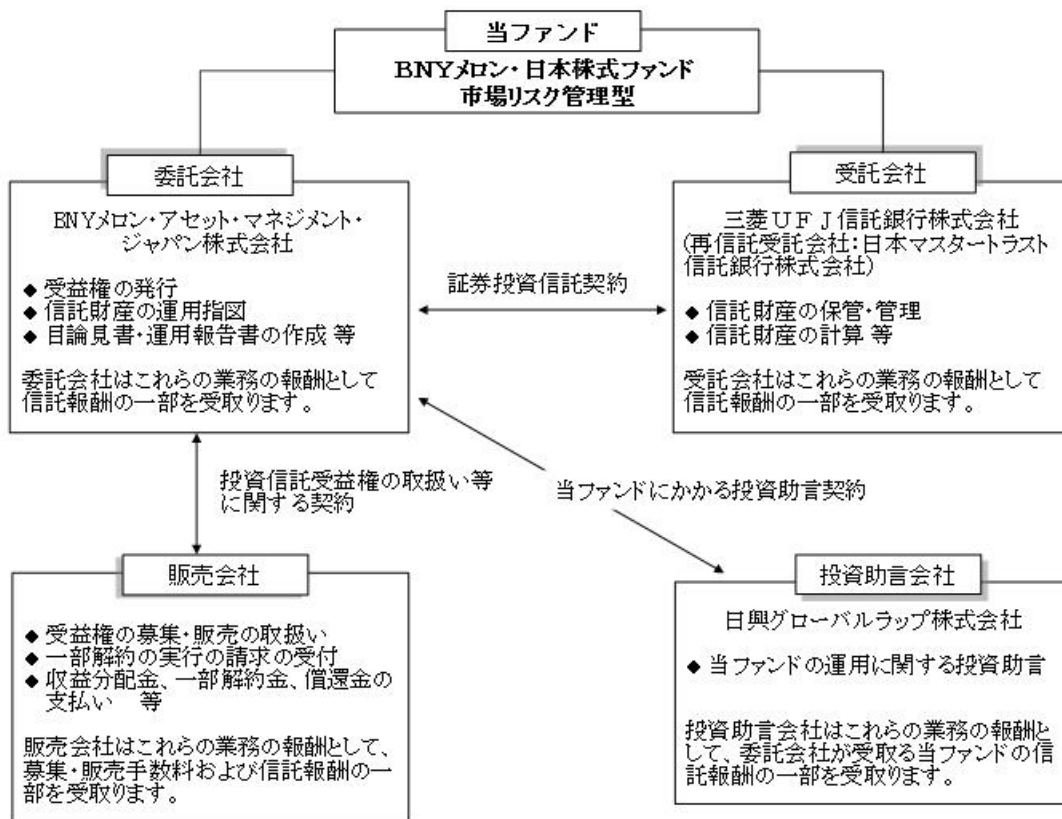 当ファンド
BNYメロン・日本株式ファンド
市場リスク管理型
委託会社
BNYメロン・アセット・マネジメント・
ジャパン株式会社
◆ 受益権の発行
◆ 信託財産の運用指図
◆ 目論見書・運用報告書の作成 等
委託会社はこれらの業務の報酬として
信託報酬の一部を受取ります。
受託会社
三菱UFJ信託銀行株式会社
(再信託受託会社:日本マスタートラスト
信託銀行株式会社)
◆ 信託財産の保管・管理
◆ 信託財産の計算 等
受託会社はこれらの業務の報酬として
信託報酬の一部を受取ります。
証券投資信託契約
投資信託受益権の取扱い等
に関する契約
当ファンドにかかる投資助言契約
販売会社
◆ 受益権の募集・販売の取扱い
◆ 一部解約の実行の請求の受付
◆ 収益分配金、一部解約金、償還金の
支払い 等
販売会社はこれらの業務の報酬として、
募集・販売手数料および信託報酬の一
部を受取ります。
投資助言会社
日興グローバルラップ株式会社
◆ 当ファンドの運用に関する投資助言
投資助言会社はこれらの業務の報酬と
して、委託会社が受取る当ファンドの信
託報酬の一部を受取ります。